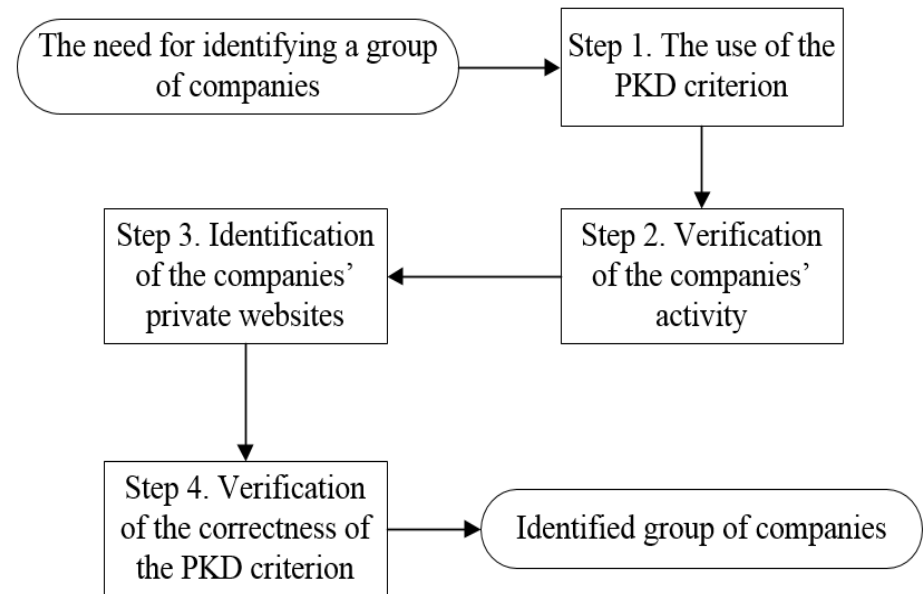 The need for identifying a group
of companies
Step 1. The use of the
PKD criterion
Step 2. Verification
of the companies’
activity
Step 3. Identification
of the companies’
private websites
Step 4. Verification
of the correctness of
the PKD criterion
Identified group of companies